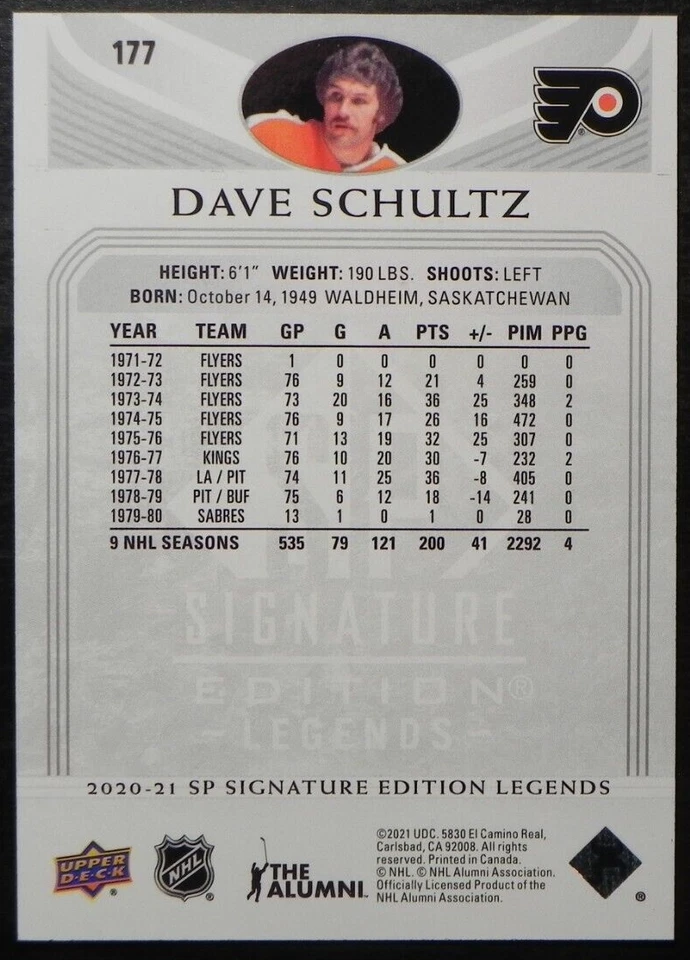 177
DAVE SCHULTZ
HEIGHT: 6'1" WEIGHT: 190 LBS. SHOOTS: LEFT
BORN: October 14, 1949 WALDHEIM, SASKATCHEWAN
YEAR TEAM GP G A PTS +/- PIM PPG
1971-72 FLYERS 1 0 0 0 0 0 0
1972-73 FLYERS 76 9 12 21 4 259 0
1973-74 FLYERS 73 20 16 36 25 348 2
1974-75 FLYERS 76 9 17 26 16 472 0
1975-76 FLYERS 71 13 19 32 25 307 0
1976-77 KINGS 76 10 20 30 -7 232 2
1977-78 LA / PIT 74 11 25 36 -8 405 0
1978-79 PIT / BUF 75 6 12 18 -14 241 0
1979-80 SABRES 13 1 0 1 0 28 0
9 NHL SEASONS 535 79 121 200 41 2292 4
SP
SIGNATURE
EDITION®
-LEGENDS-
2020-21 SP SIGNATURE EDITION LEGENDS
UPPER
D·E·C·K ®
NHL ®
THE
ALUMNI™
©2021 UDC. 5830 El Camino Real,
Carlsbad, CA 92008. All rights
reserved. Printed in Canada.
© NHL. © NHL Alumni Association.
Officially Licensed Product of the
NHL Alumni Association.
®